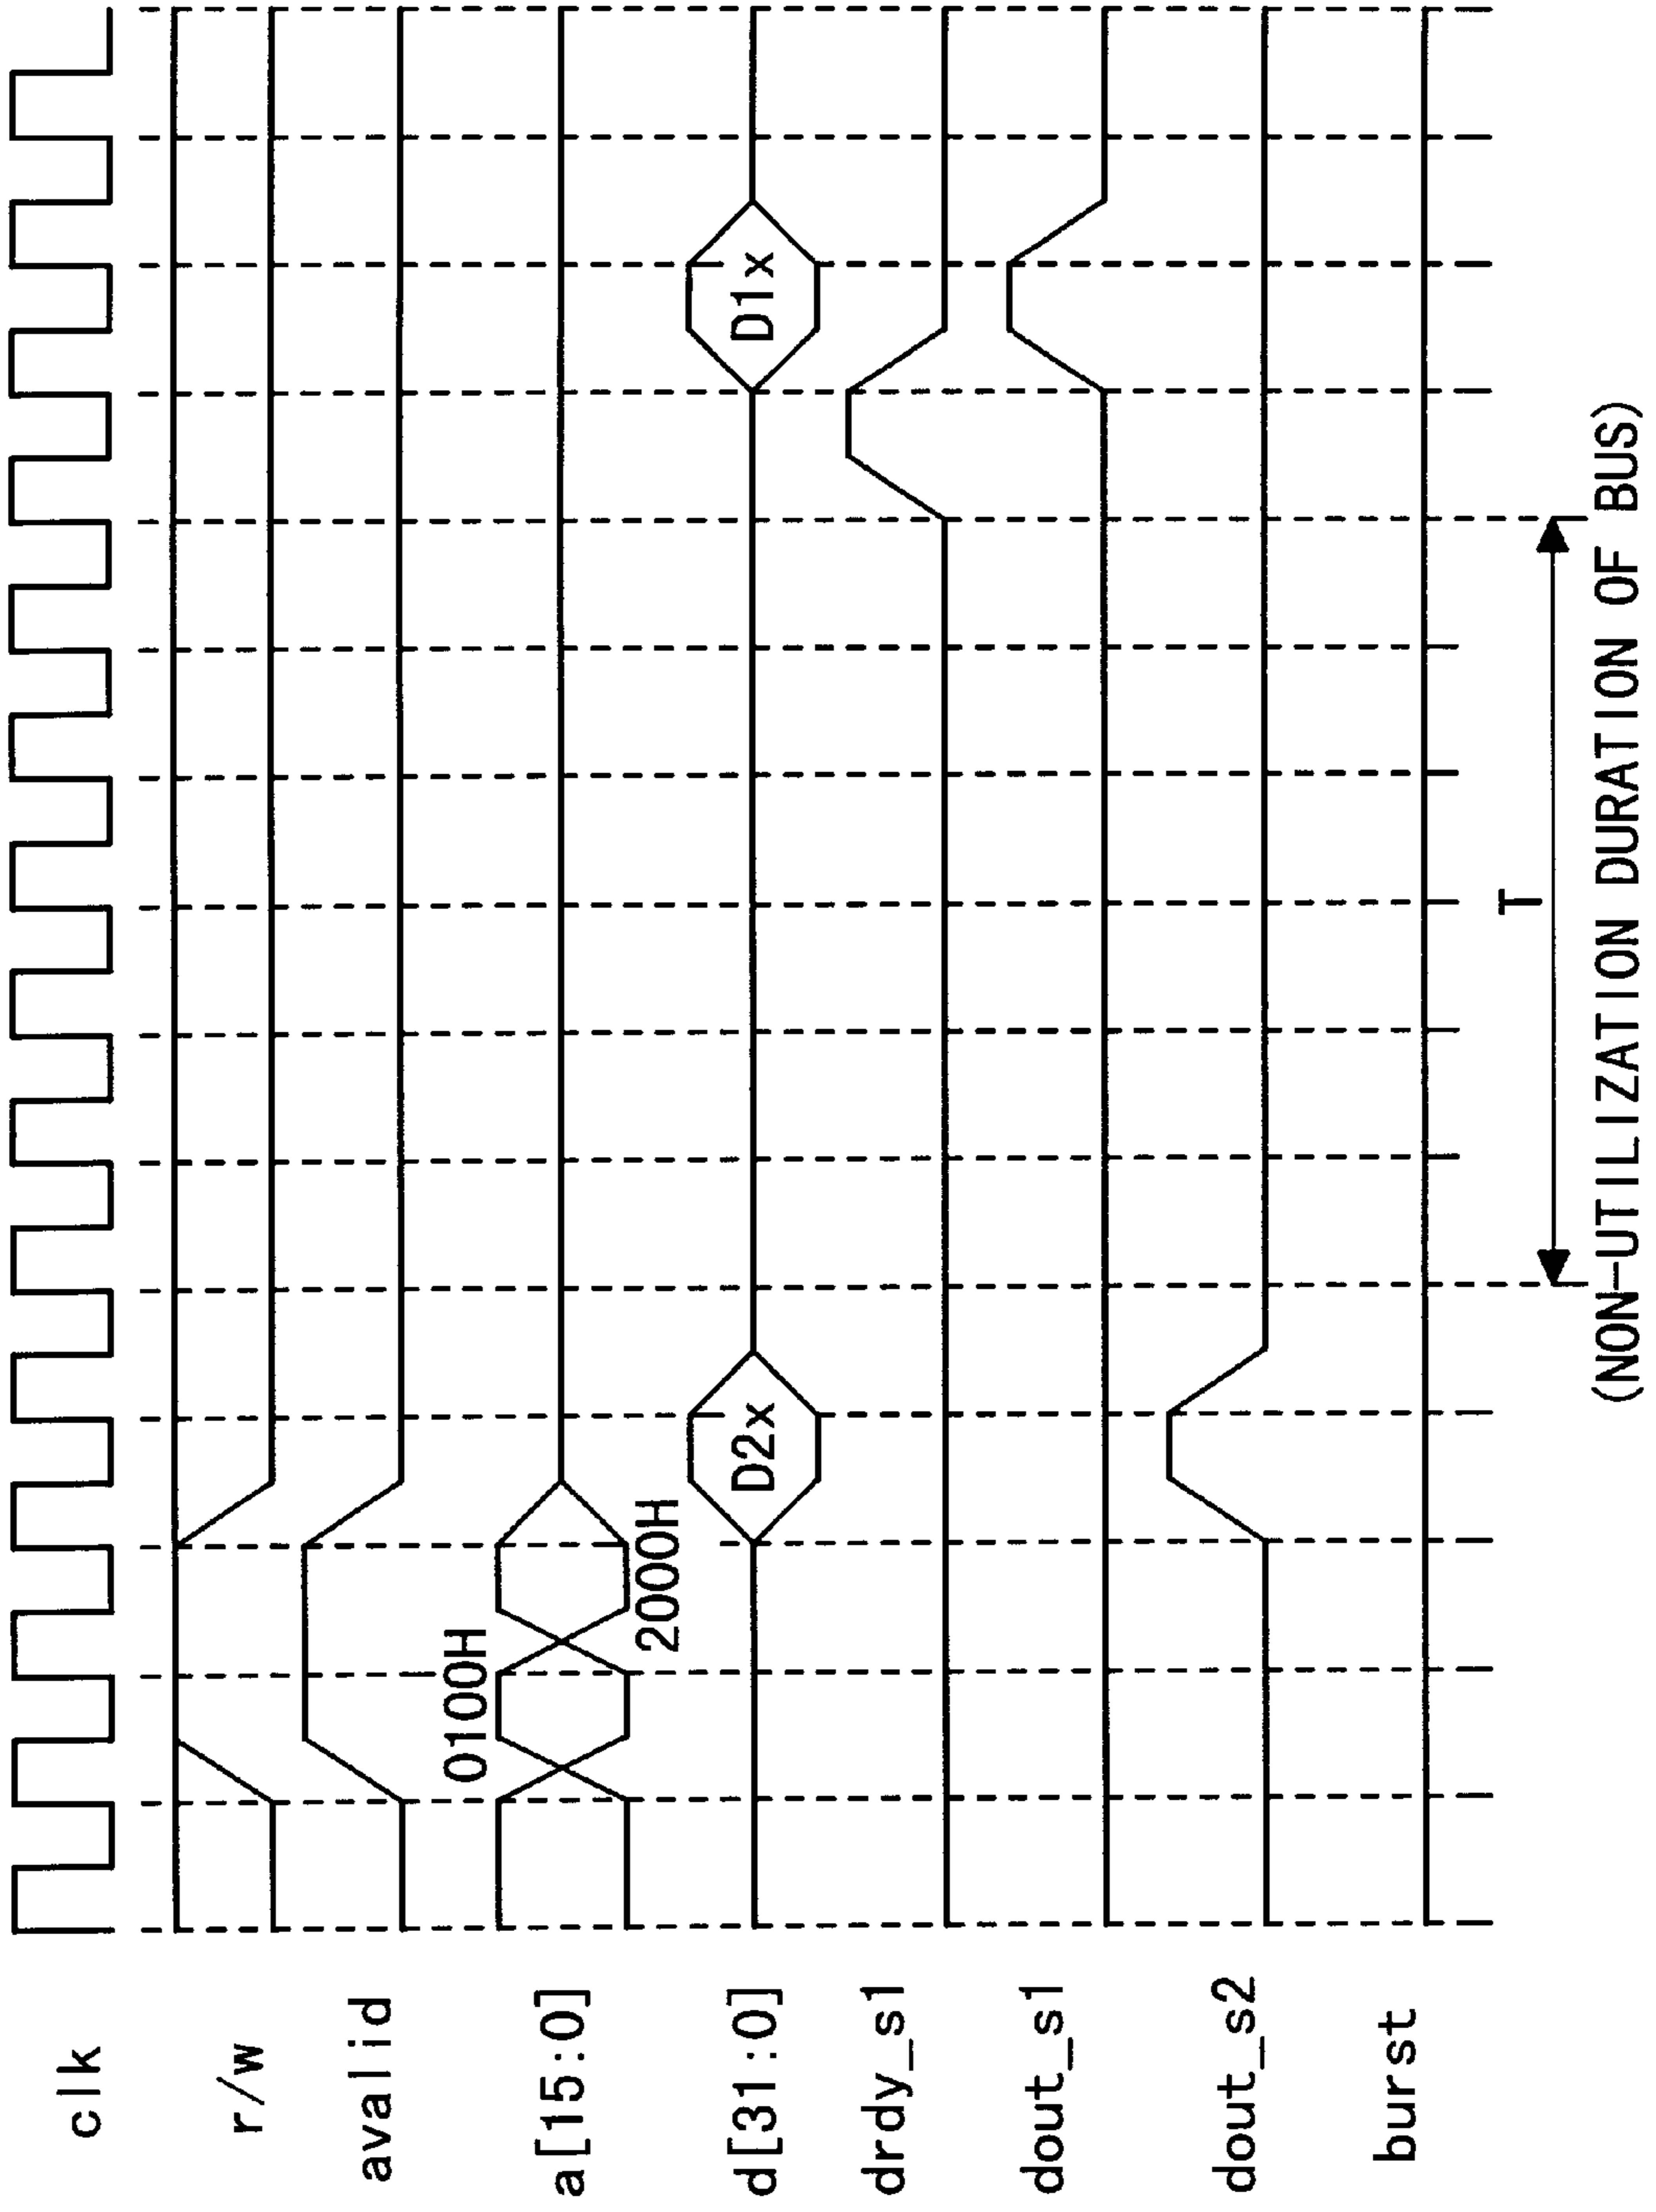 clk
r/w
avalid
a[15:0]
0100H
2000H
d[31:0]
D2x
D1x
drdy_s1
dout_s1
dout_s2
burst
T
(NON-UTILIZATION DURATION OF BUS)